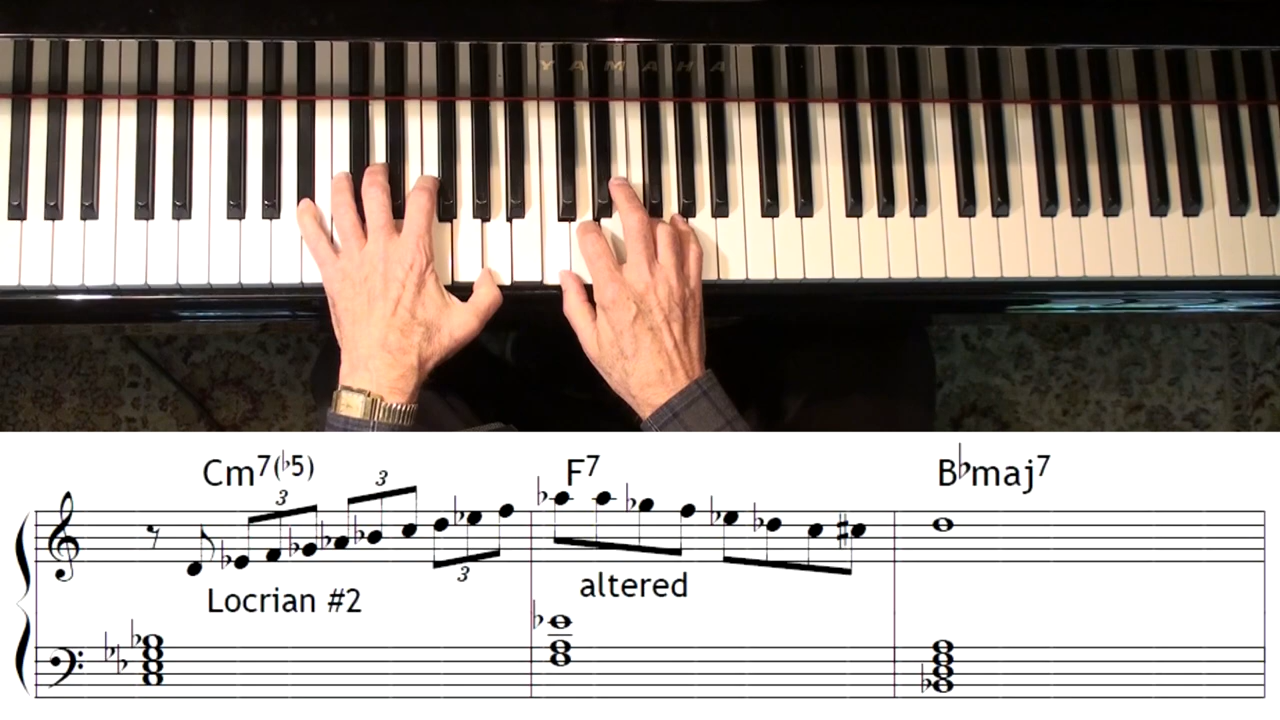 YAMAHA
Cm7(♭5) F7 B♭maj7
3 3
3
Locrian #2 altered